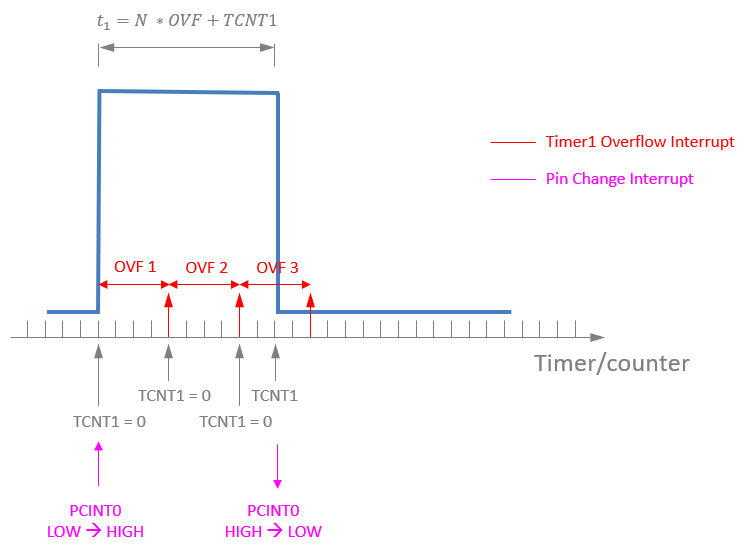 t₁ = N ∗ OVF + TCNT1
Timer1 Overflow Interrupt
Pin Change Interrupt
OVF 1 OVF 2 OVF 3
Timer/counter
TCNT1 = 0 TCNT1
TCNT1 = 0 TCNT1 = 0
PCINT0 PCINT0
LOW → HIGH HIGH → LOW